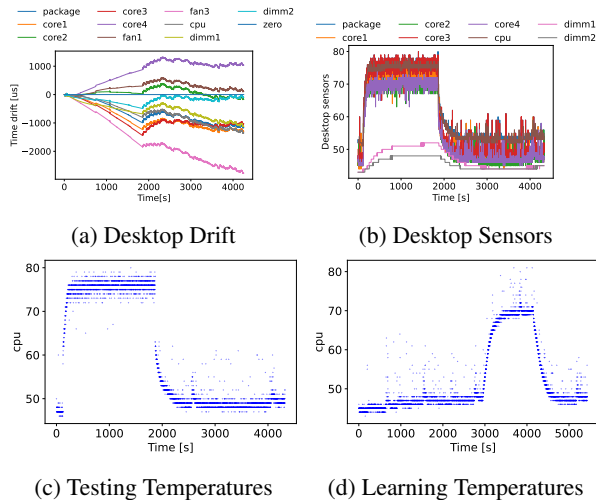 package core3 fan3 dimm2
core1 core4 cpu zero
core2 fan1 dimm1
Time drift [us]
1000
0
−1000
−2000
0 1000 2000 3000 4000
Time[s]
(a) Desktop Drift
package core2 core4 dimm1
core1 core3 cpu dimm2
Desktop sensors
80
70
60
50
0 1000 2000 3000 4000
Time [s]
(b) Desktop Sensors
cpu
80
70
60
50
0 1000 2000 3000 4000
Time [s]
(c) Testing Temperatures
cpu
80
70
60
50
0 1000 2000 3000 4000 5000
Time [s]
(d) Learning Temperatures